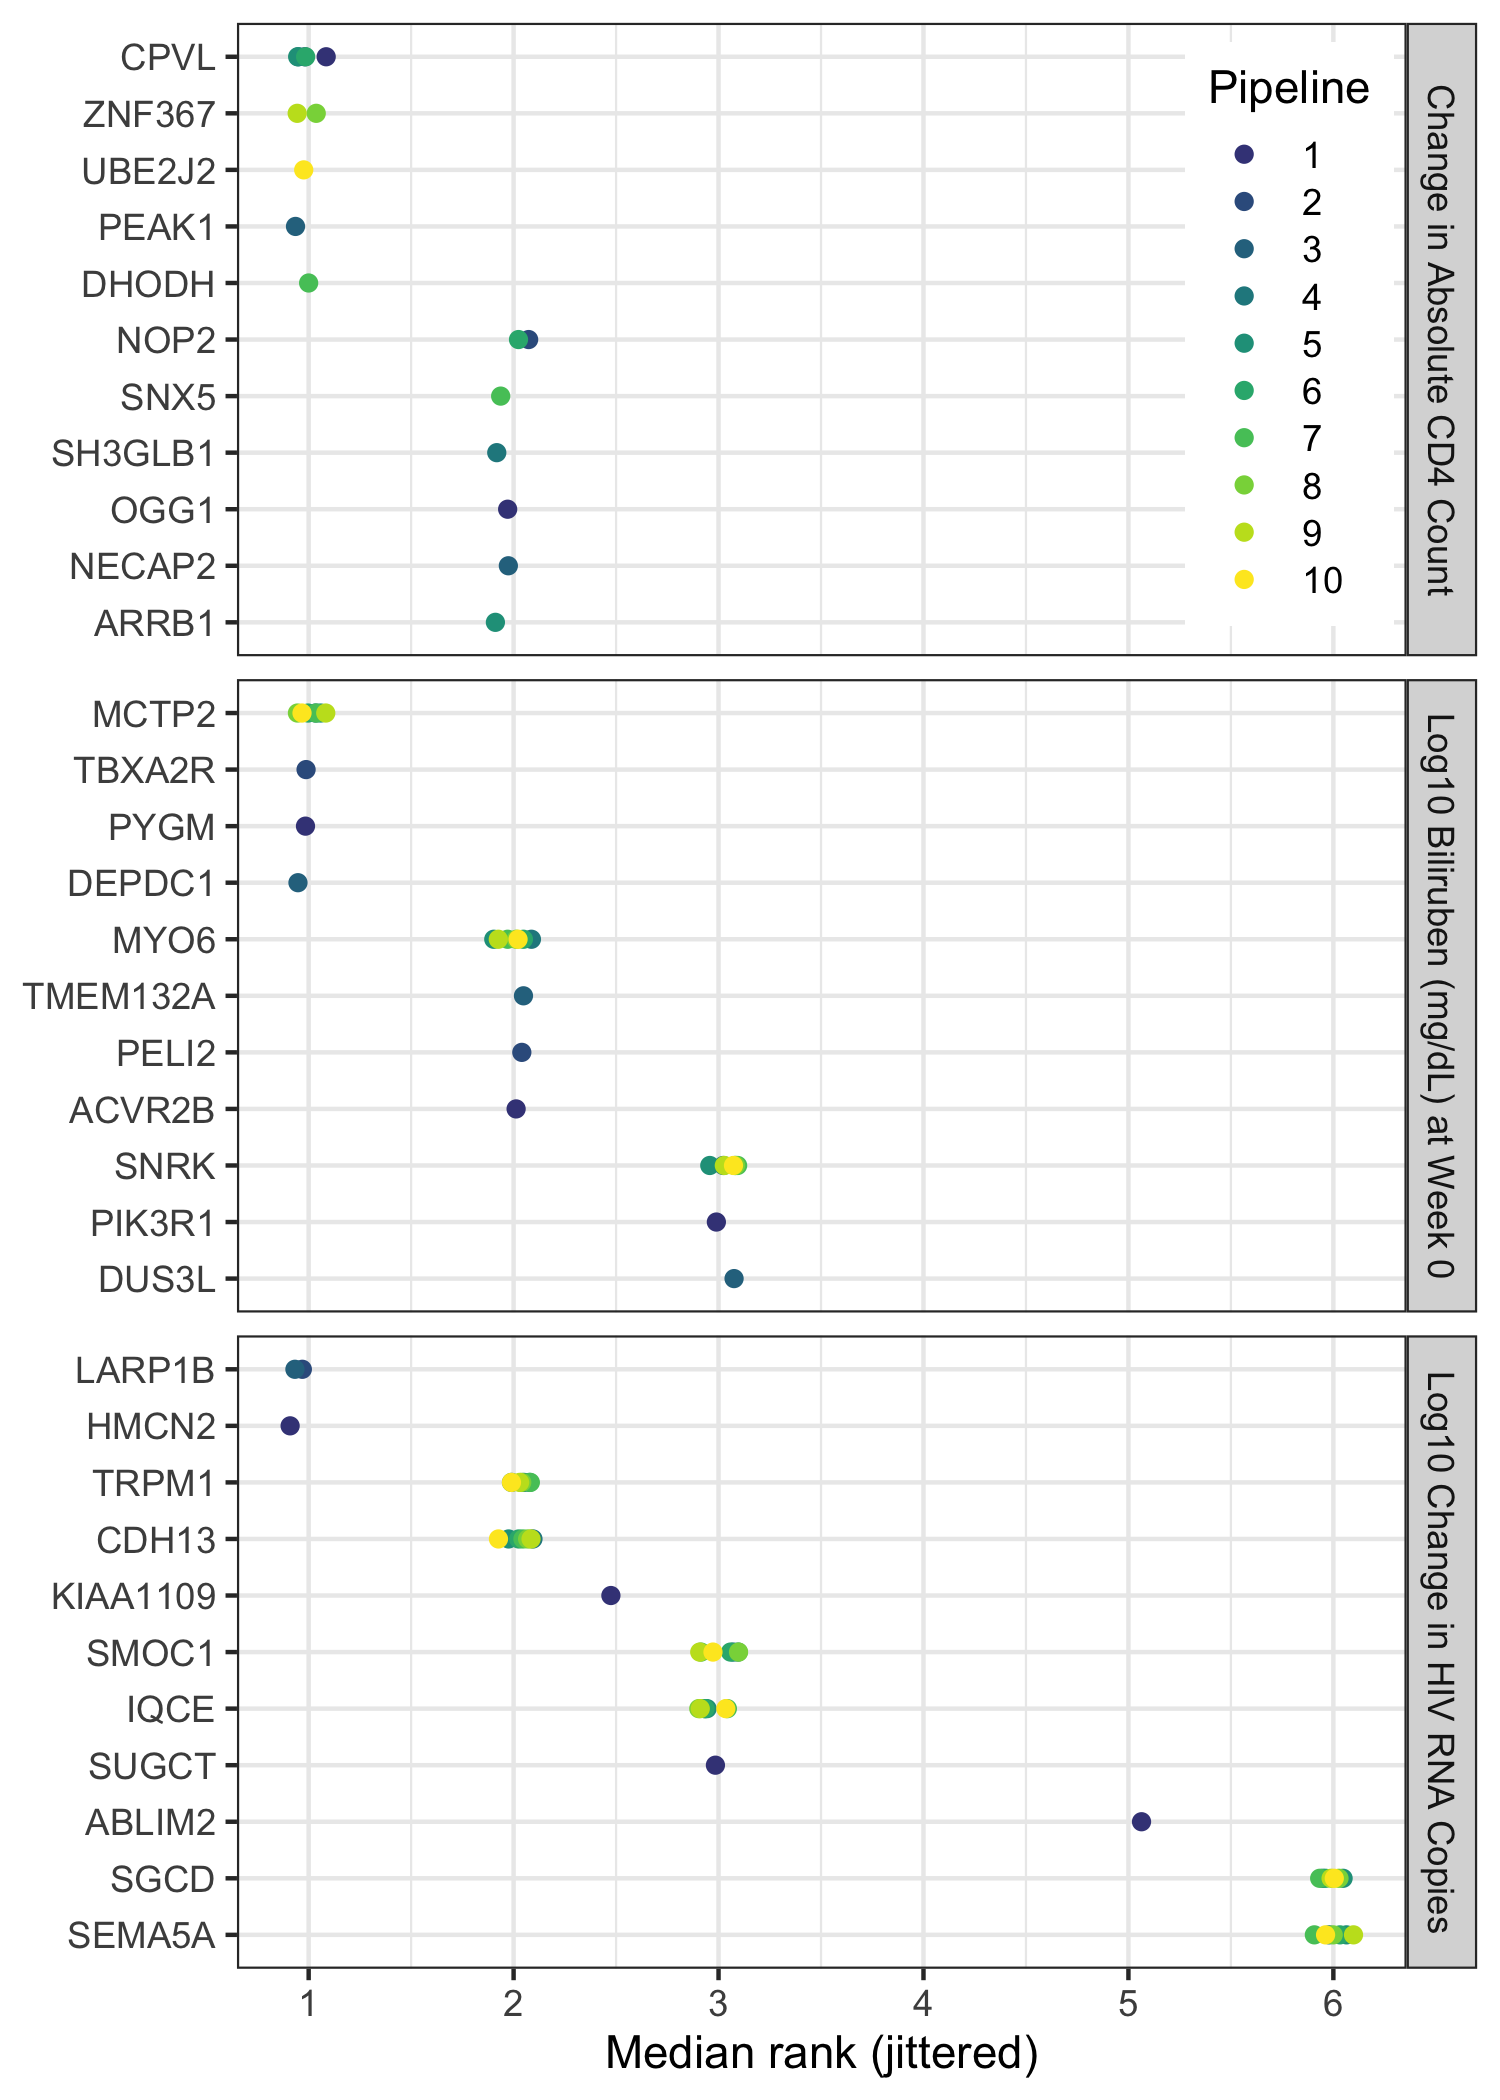 CPVL
ZNF367
UBE2J2
PEAK1
DHODH
NOP2
SNX5
SH3GLB1
OGG1
NECAP2
ARRB1
Pipeline
1
2
3
4
5
6
7
8
9
10
Change in Absolute CD4 Count
MCTP2
TBXA2R
PYGM
DEPDC1
MYO6
TMEM132A
PELI2
ACVR2B
SNRK
PIK3R1
DUS3L
Log10 Biliruben (mg/dL) at Week 0
LARP1B
HMCN2
TRPM1
CDH13
KIAA1109
SMOC1
IQCE
SUGCT
ABLIM2
SGCD
SEMA5A
Log10 Change in HIV RNA Copies
1 2 3 4 5 6
Median rank (jittered)